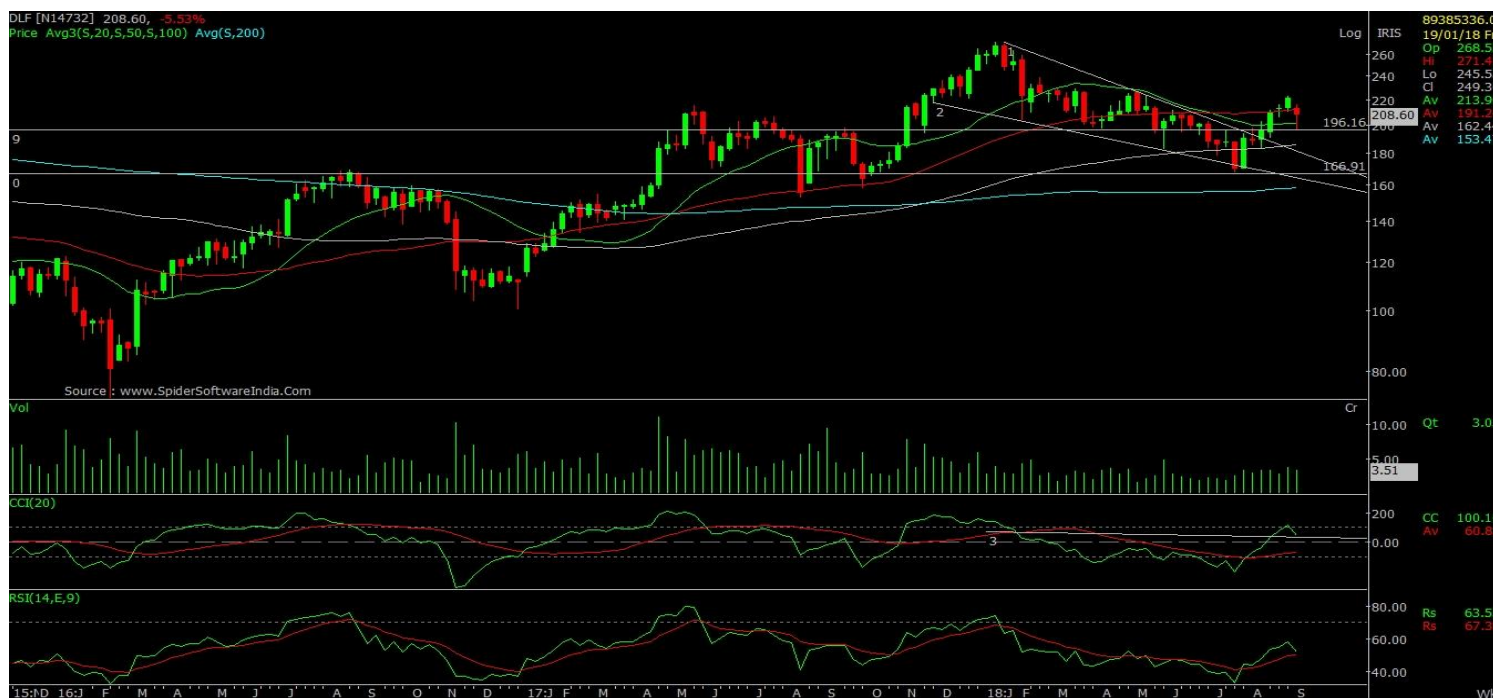 DLF [N14732] 208.60, -5.53%
Price Avg3(S,20,S,50,S,100) Avg(S,200)
Log
IRIS
89385336.0
19/01/18 Fr
Op 268.5
Hi 271.4
Lo 245.5
Cl 249.3
Av 213.9
Av 191.2
Av 162.4
Av 153.4
260
240
220
208.60
200
180
160
140
120
100
80.00
1
2
196.16
166.91
9
0
Source : www.SpiderSoftwareIndia.Com
Vol
Cr
10.00
5.00
3.51
Qt 3.0
CCI(20)
200
0.00
3
CC 100.1
Av 60.8
RSI(14,E,9)
80.00
60.00
40.00
Rs 63.5
Rs 67.3
15:ND 16:J F M A M J J A S O N D 17:J F M A M J J A S O N D 18:J F M A M J J A S